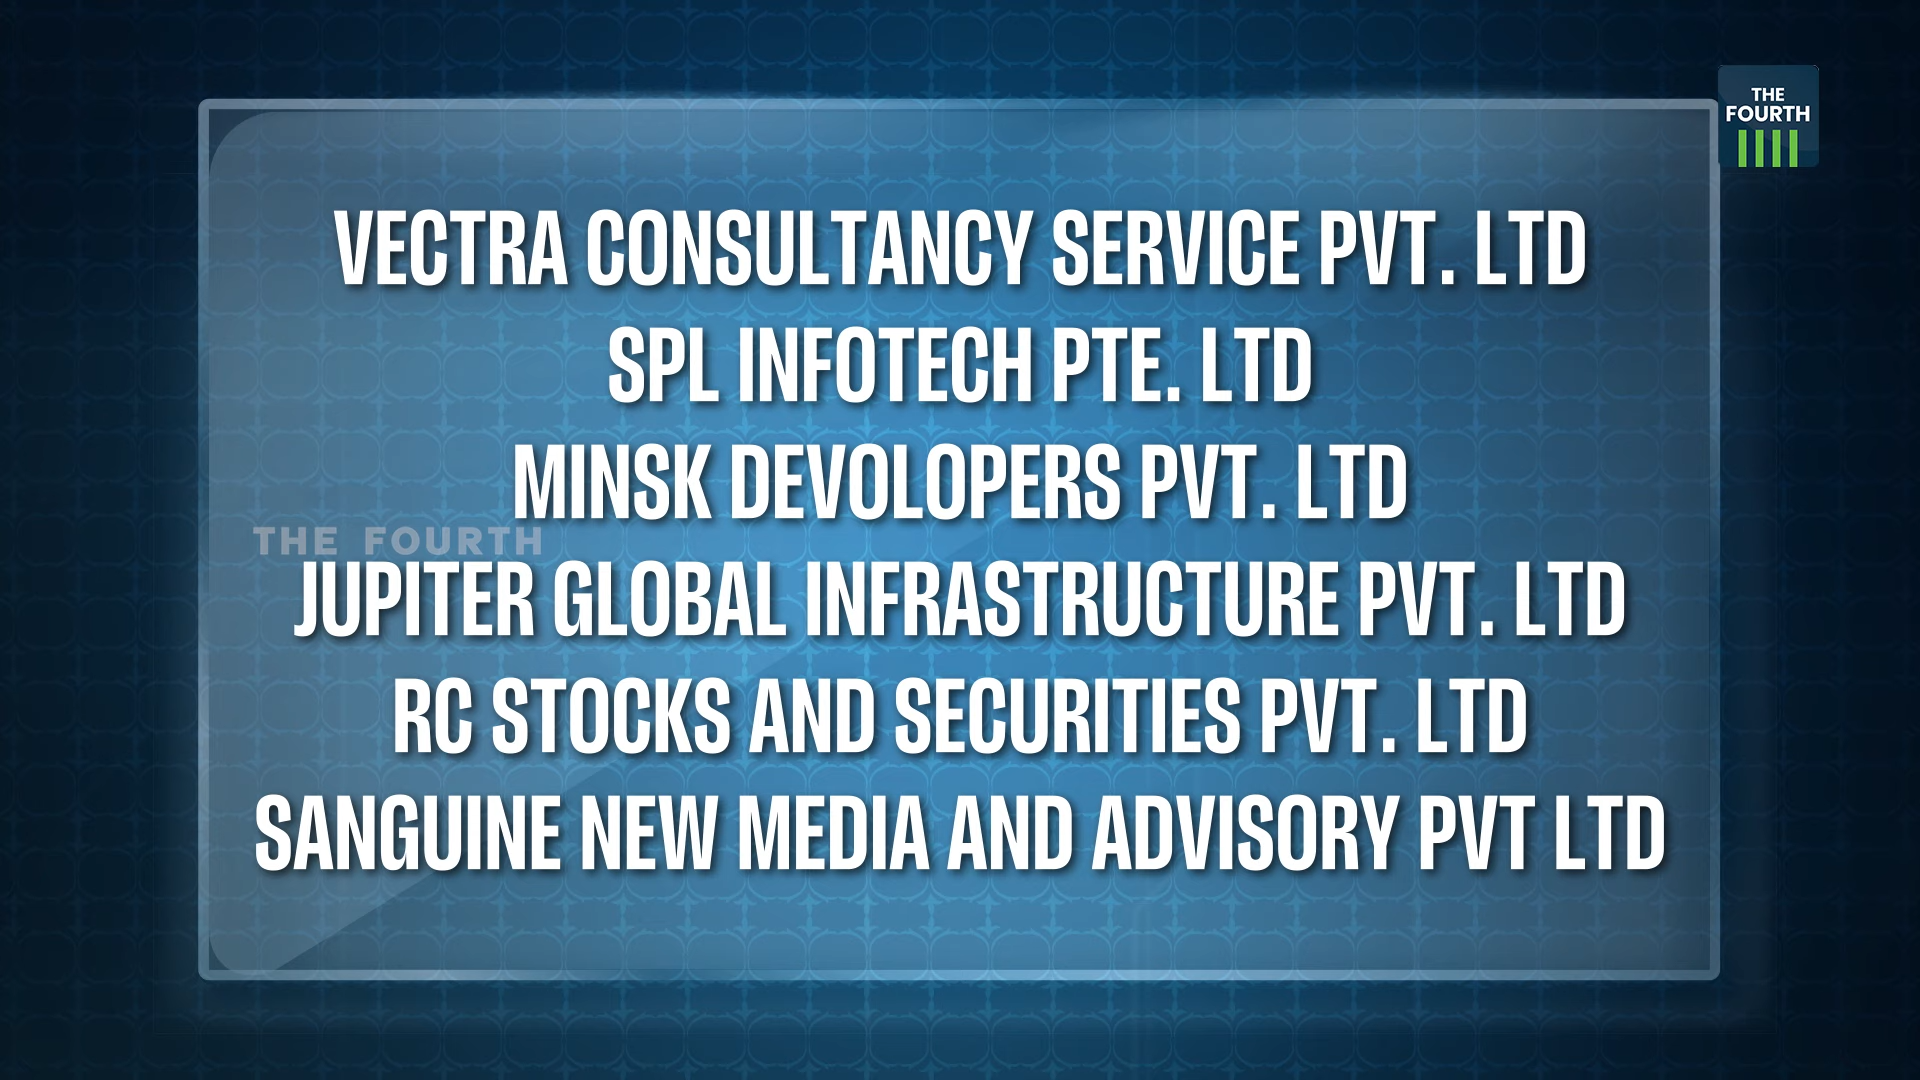 THE
FOURTH
VECTRA CONSULTANCY SERVICE PVT. LTD
SPL INFOTECH PTE. LTD
MINSK DEVOLOPERS PVT. LTD
THE FOURTH
JUPITER GLOBAL INFRASTRUCTURE PVT. LTD
RC STOCKS AND SECURITIES PVT. LTD
SANGUINE NEW MEDIA AND ADVISORY PVT LTD